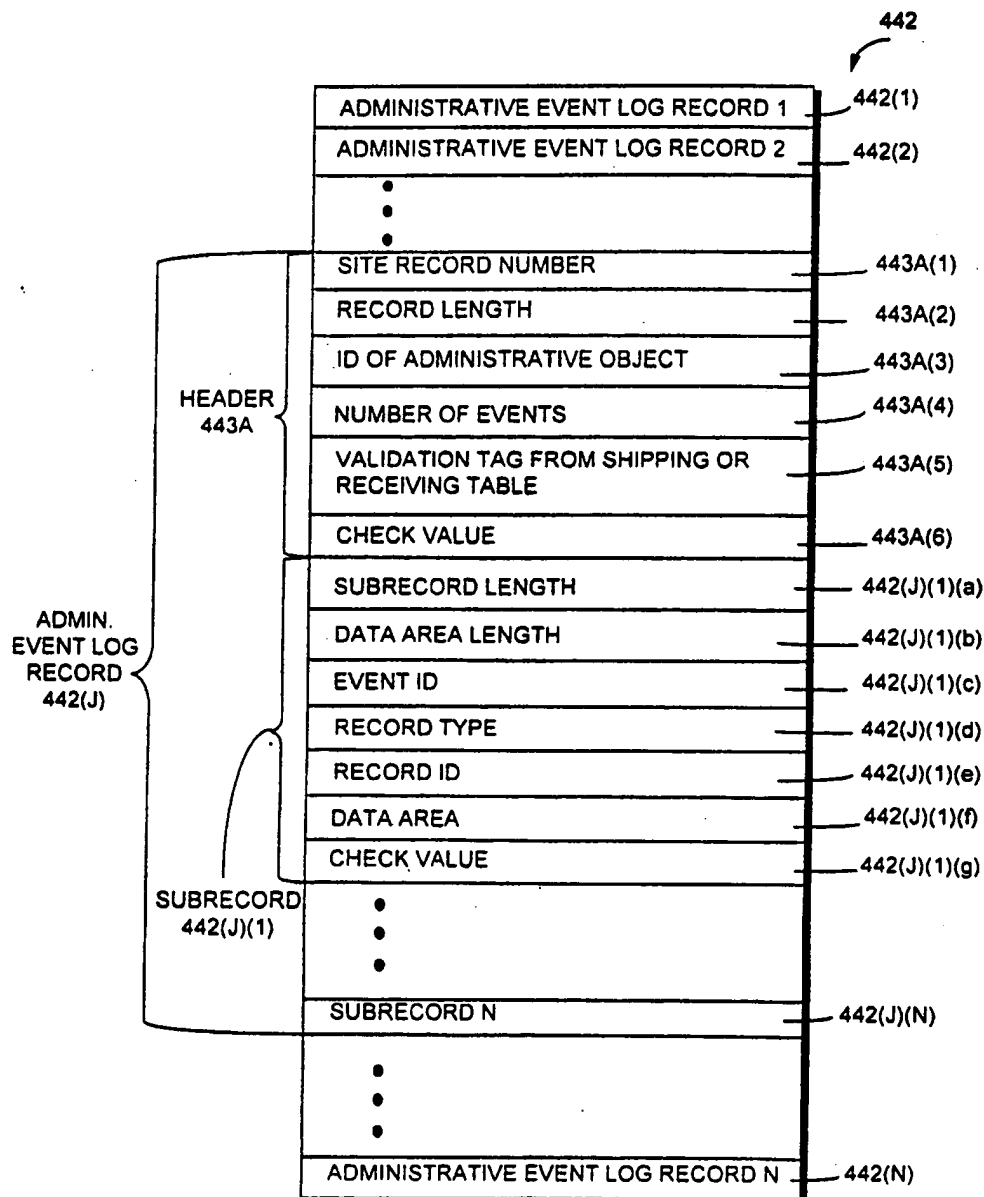 442
ADMINISTRATIVE EVENT LOG RECORD 1
442(1)
ADMINISTRATIVE EVENT LOG RECORD 2
442(2)
SITE RECORD NUMBER
443A(1)
RECORD LENGTH
443A(2)
ID OF ADMINISTRATIVE OBJECT
443A(3)
HEADER
443A
NUMBER OF EVENTS
443A(4)
VALIDATION TAG FROM SHIPPING OR
RECEIVING TABLE
443A(5)
CHECK VALUE
443A(6)
SUBRECORD LENGTH
442(J)(1)(a)
ADMIN.
EVENT LOG
RECORD
442(J)
DATA AREA LENGTH
442(J)(1)(b)
EVENT ID
442(J)(1)(c)
RECORD TYPE
442(J)(1)(d)
RECORD ID
442(J)(1)(e)
DATA AREA
442(J)(1)(f)
CHECK VALUE
442(J)(1)(g)
SUBRECORD
442(J)(1)
SUBRECORD N
442(J)(N)
ADMINISTRATIVE EVENT LOG RECORD N
442(N)